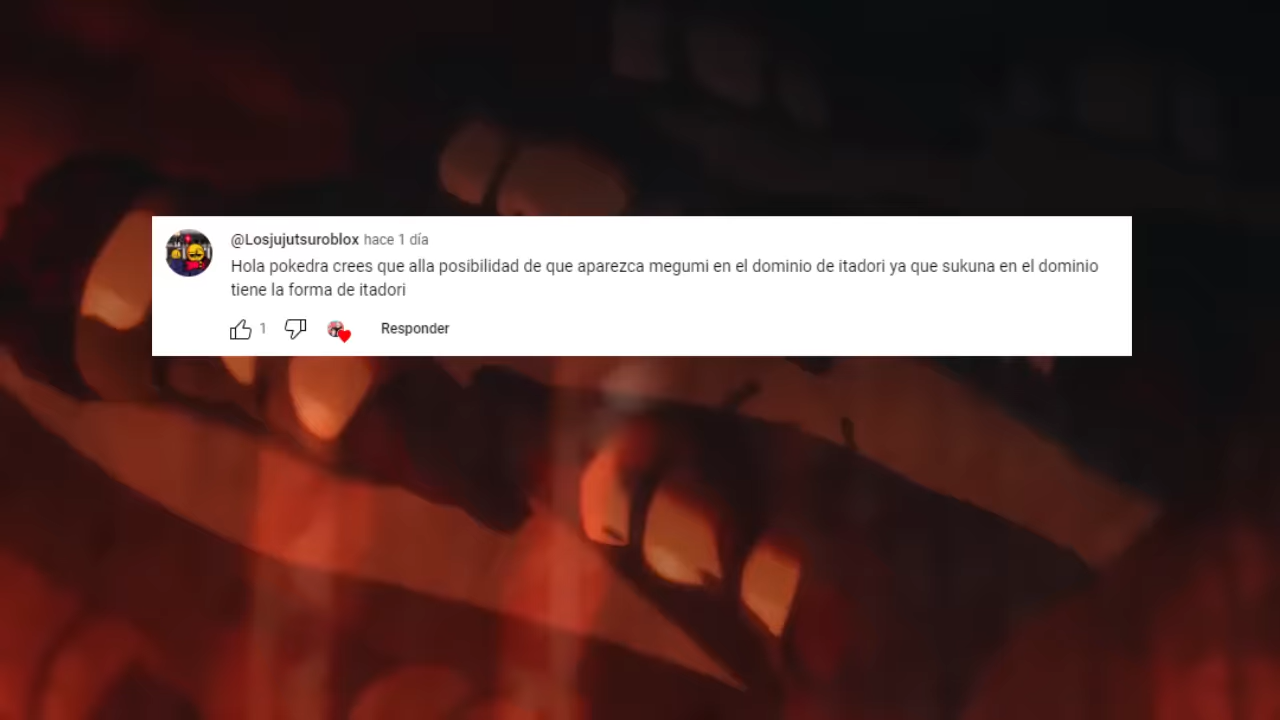 @Losjujutsuroblox hace 1 día
Hola pokedra crees que alla posibilidad de que aparezca megumi en el dominio de itadori ya que sukuna en el dominio
tiene la forma de itadori
1 Responder